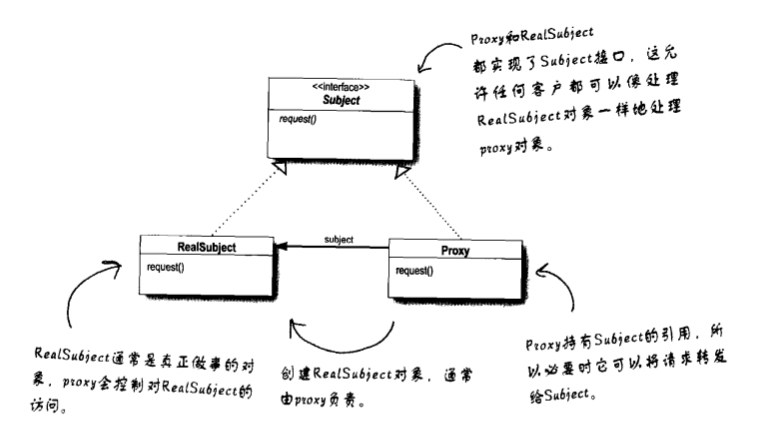 Proxy和RealSubject
都实现了Subject接口，这允
许任何客户都可以像处理
RealSubject对象一样地处理
proxy对象。
<<interface>>
Subject
request()
RealSubject
request()
subject
Proxy
request()
RealSubject通常是真正做事的对
象，proxy会控制对RealSubject的
访问。
创建RealSubject对象，通常
由proxy负责。
Proxy持有Subject的引用，所
以必要时它可以将请求转发
给Subject。